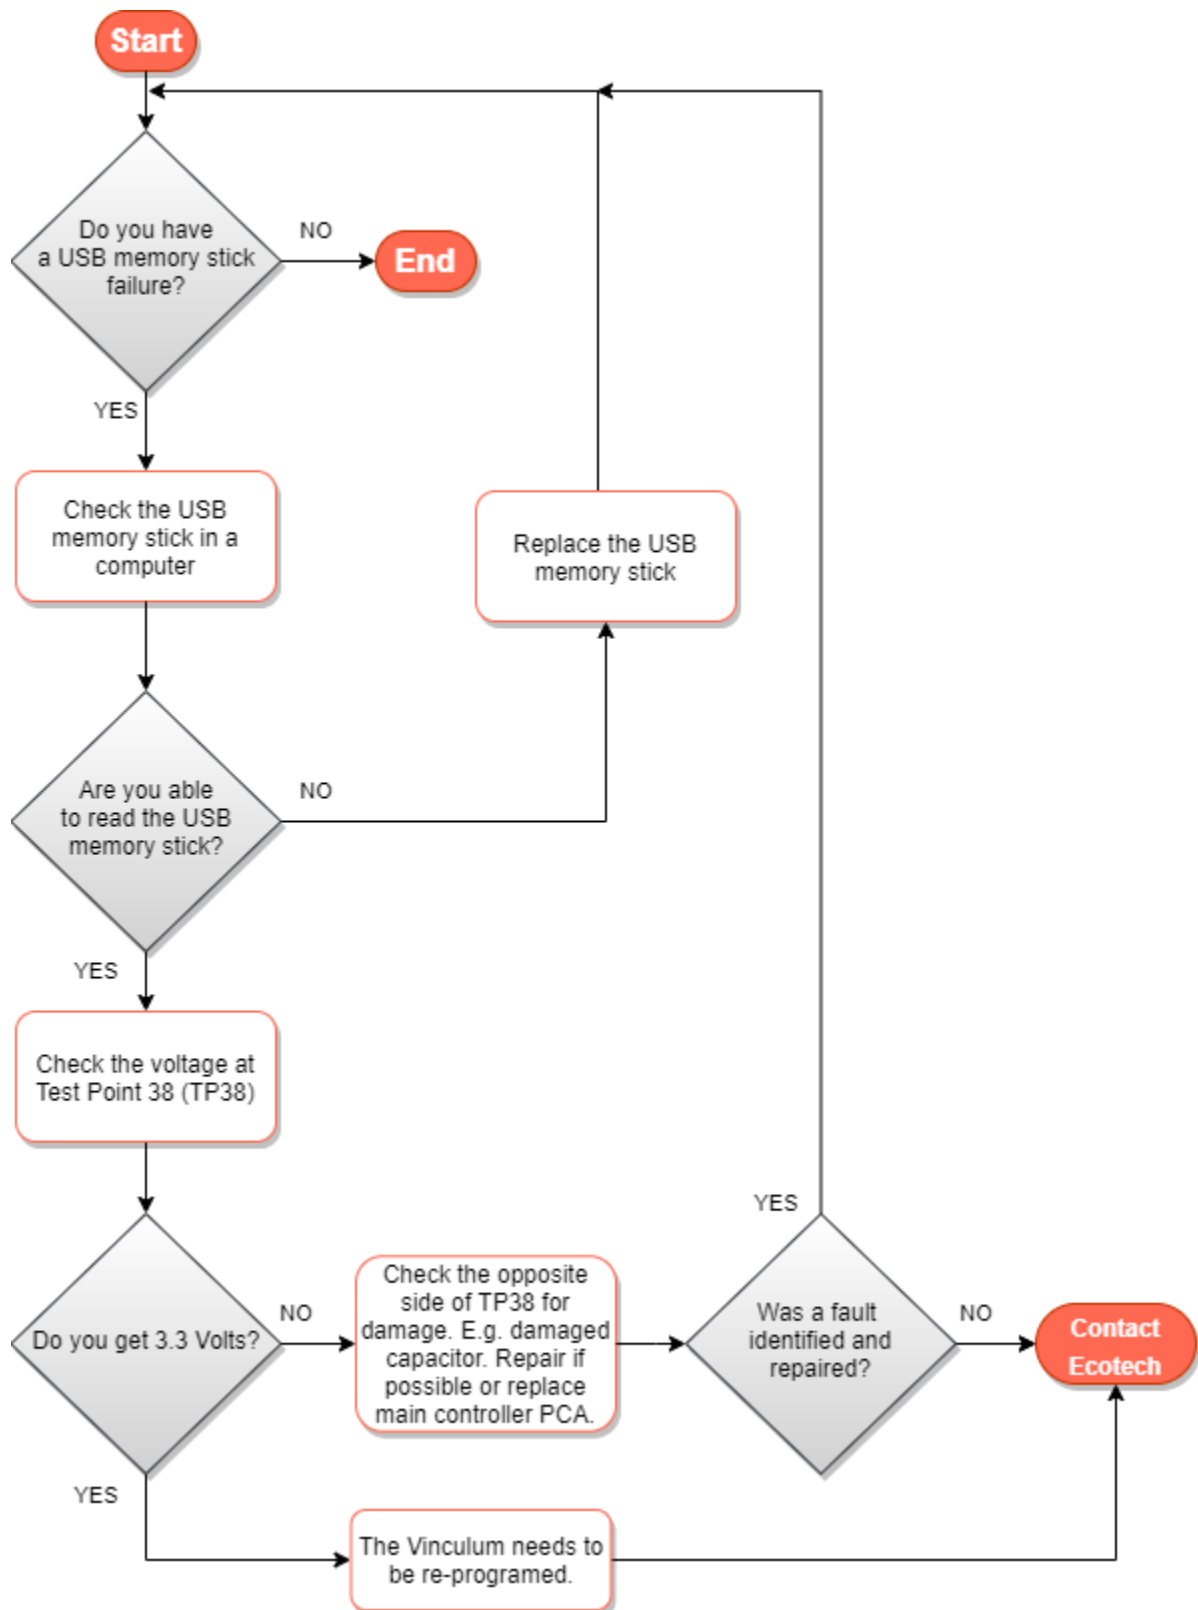 Start
Do you have
a USB memory stick
failure?
NO
End
YES
Check the USB
memory stick in a
computer
Replace the USB
memory stick
Are you able
to read the USB
memory stick?
NO
YES
Check the voltage at
Test Point 38 (TP38)
Do you get 3.3 Volts?
NO
Check the opposite
side of TP38 for
damage. E.g. damaged
capacitor. Repair if
possible or replace
main controller PCA.
YES
Was a fault
identified and
repaired?
NO
Contact
Ecotech
YES
The Vinculum needs to
be re-programed.